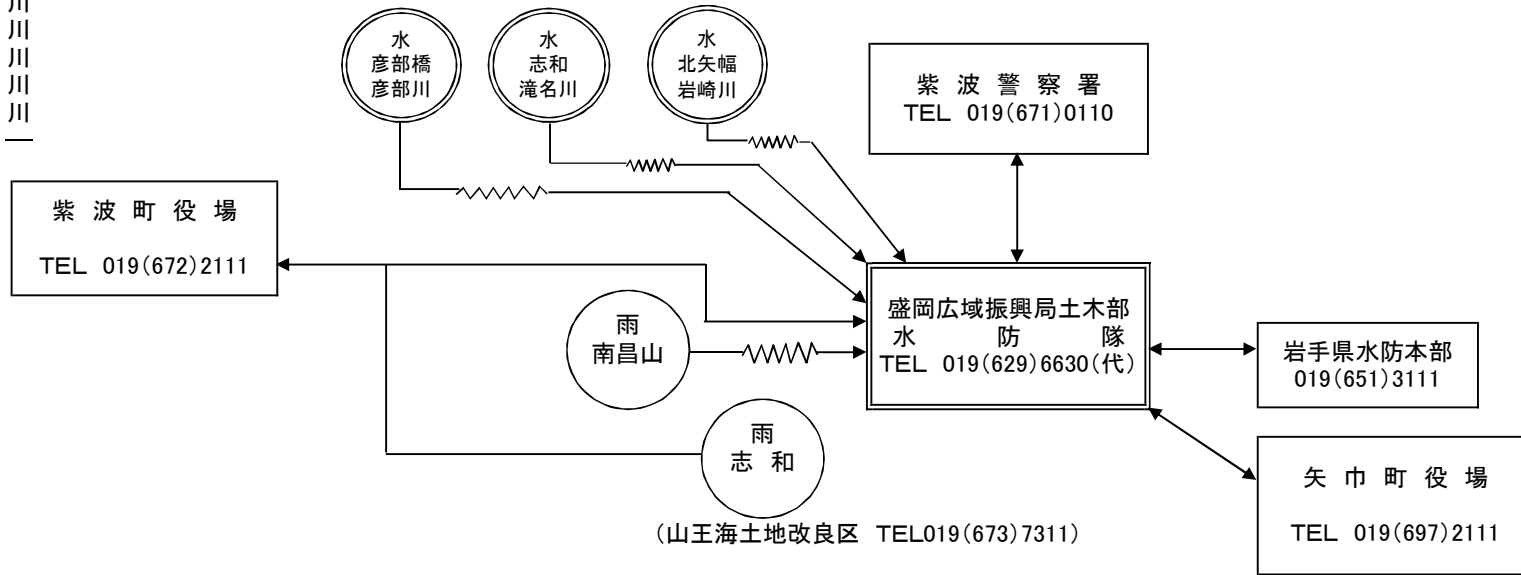 川
川
川
川
川
水
彦部橋
彦部川
水
志和
滝名川
水
北矢幅
岩崎川
紫波警察署
TEL 019(671)0110
紫波町役場
TEL 019(672)2111
雨
南昌山
盛岡広域振興局土木部
水防隊
TEL 019(629)6630(代)
岩手県水防本部
019(651)3111
雨
志和
(山王海土地改良区 TEL019(673)7311)
矢巾町役場
TEL 019(697)2111